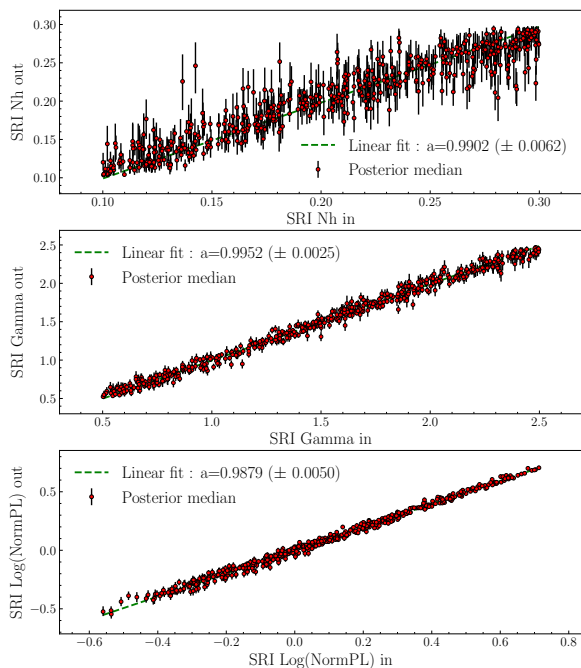 0.30
0.25
0.20
0.15
0.10
SRI Nh out
Linear fit : a=0.9902 (± 0.0062)
Posterior median
0.10 0.15 0.20 0.25 0.30
SRI Nh in
2.5
2.0
1.5
1.0
0.5
SRI Gamma out
Linear fit : a=0.9952 (± 0.0025)
Posterior median
0.5 1.0 1.5 2.0 2.5
SRI Gamma in
0.5
0.0
−0.5
SRI Log(NormPL) out
Linear fit : a=0.9879 (± 0.0050)
Posterior median
−0.6 −0.4 −0.2 0.0 0.2 0.4 0.6 0.8
SRI Log(NormPL) in